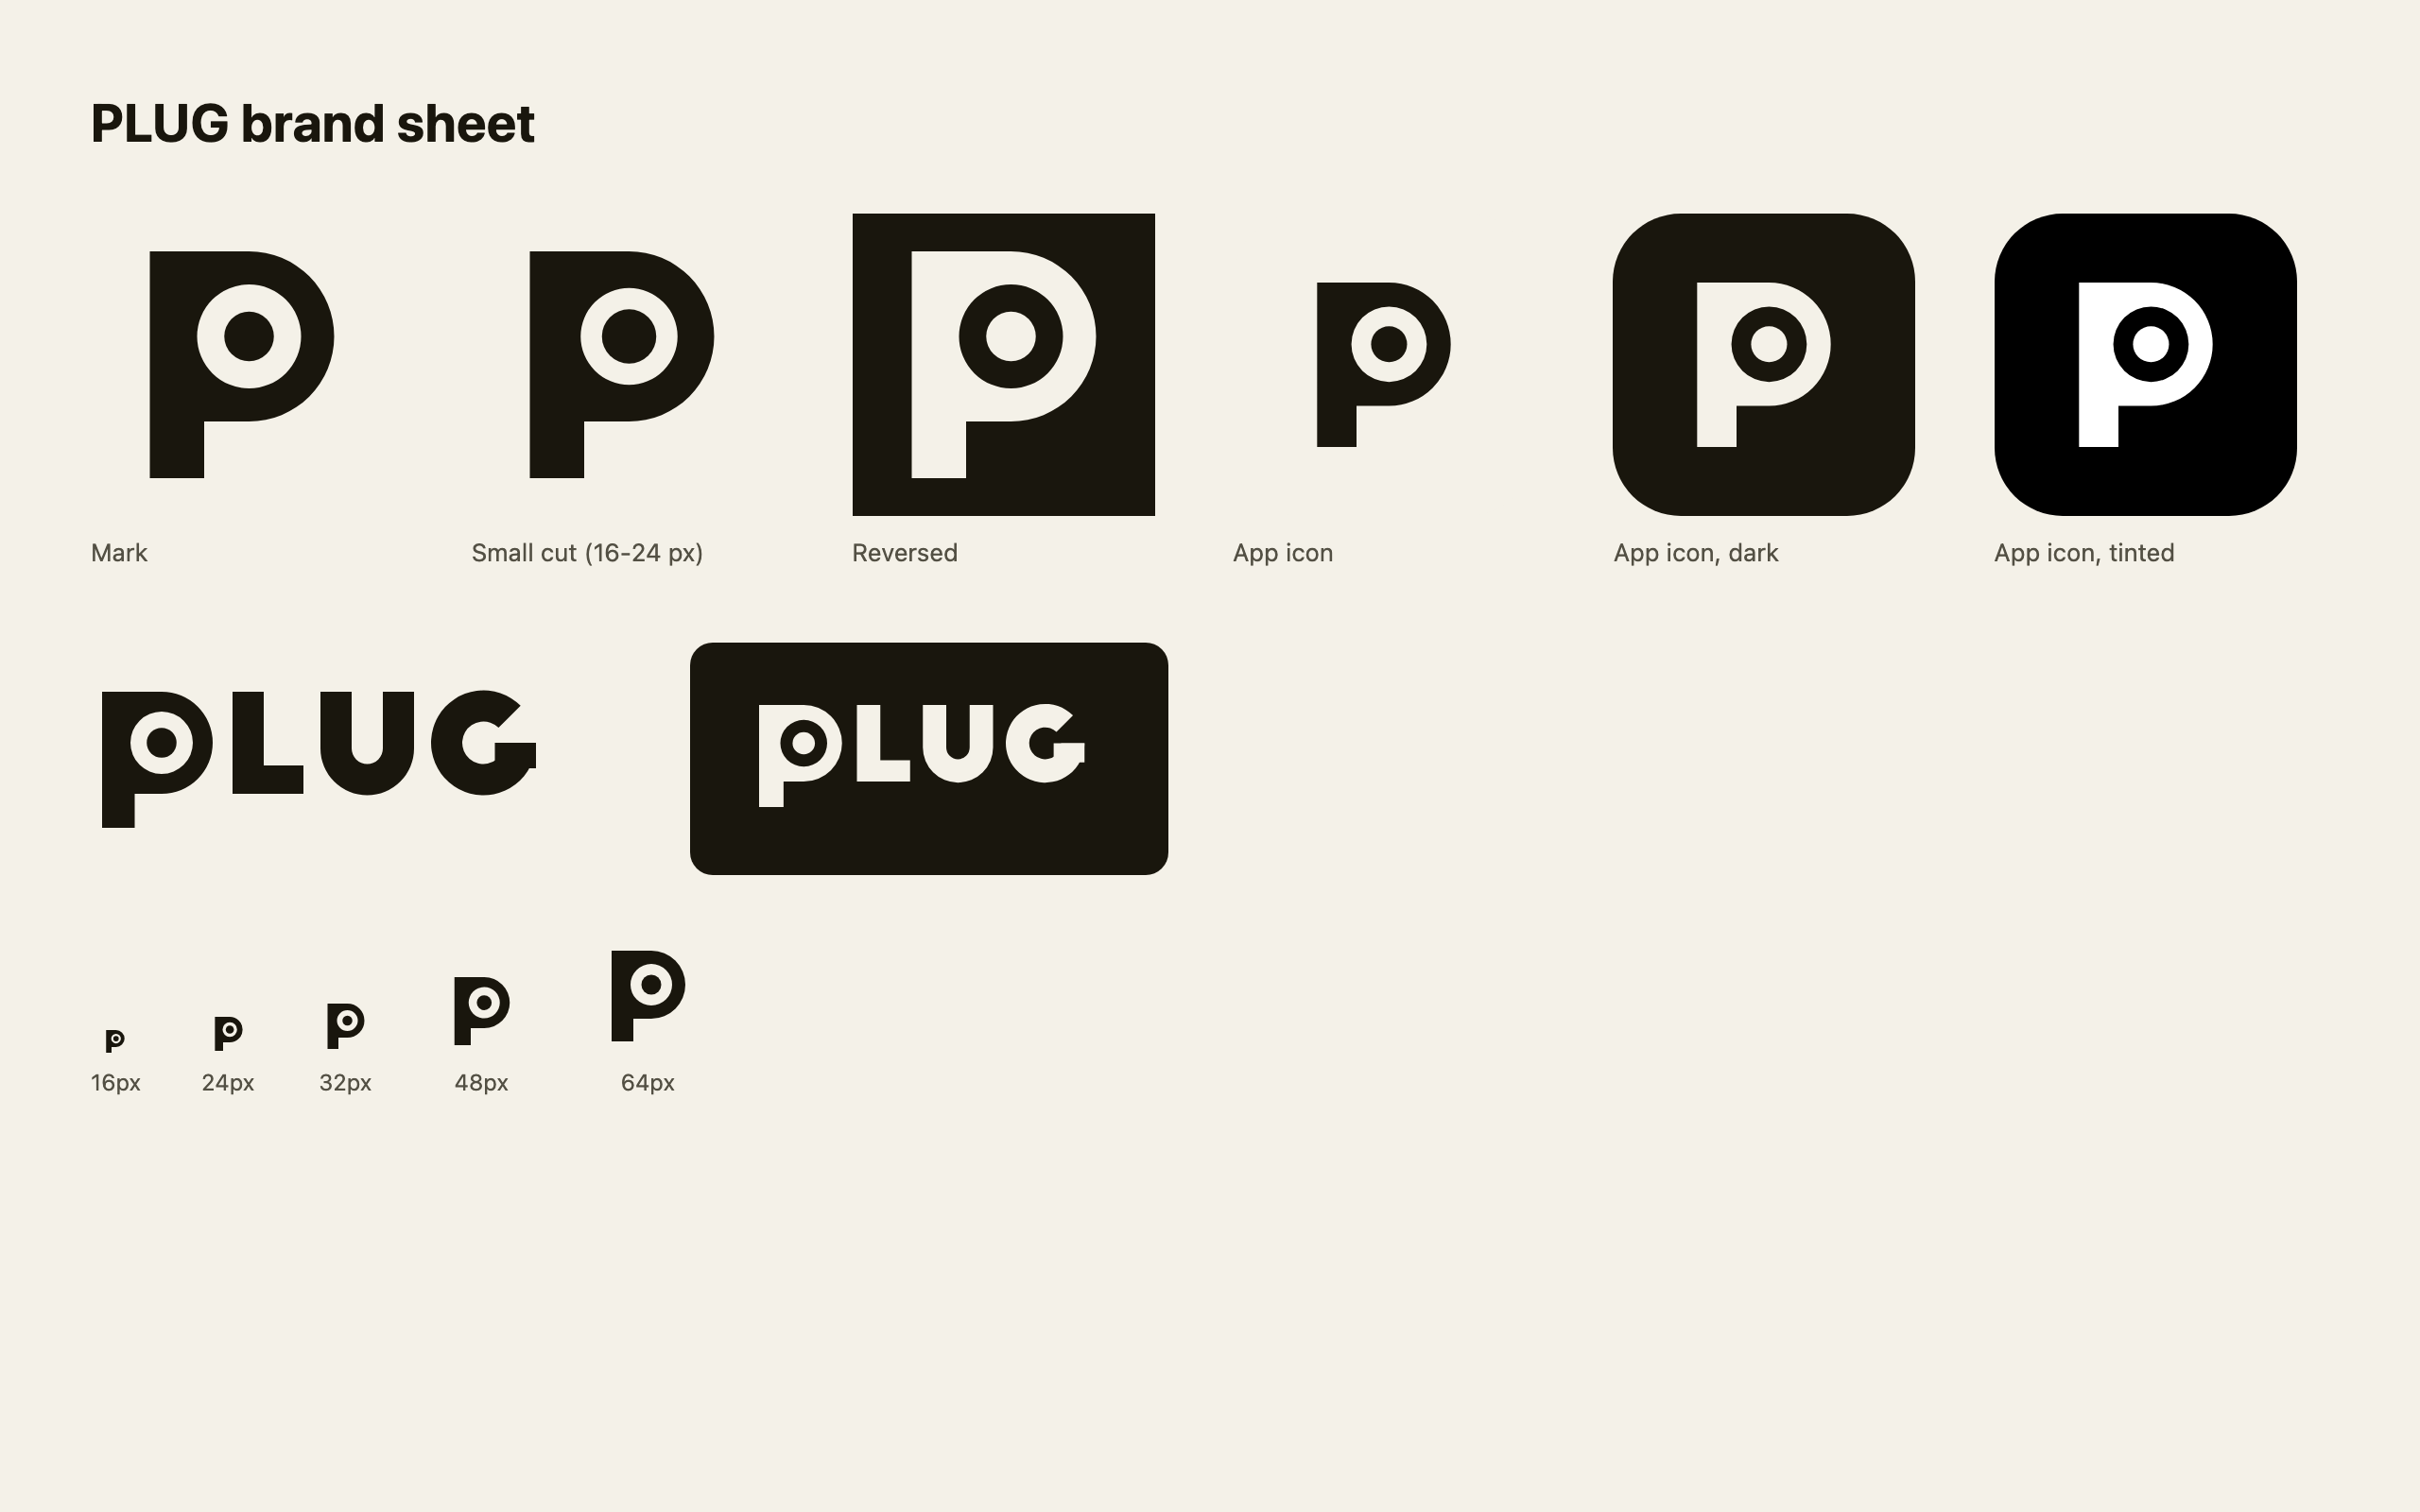 PLUG brand sheet
P P P P P P
Mark Small cut (16-24 px) Reversed App icon App icon, dark App icon, tinted
PLUG PLUG
P P P P P
16px 24px 32px 48px 64px